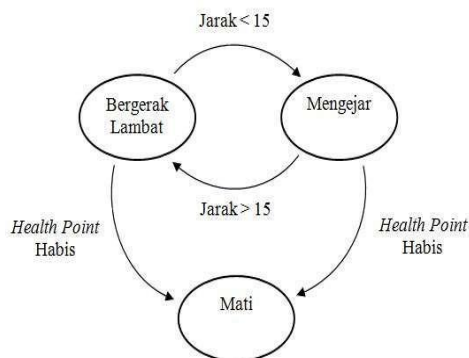 Jarak < 15
Bergerak
Lambat
Mengejar
Jarak > 15
Health Point
Habis
Health Point
Habis
Mati